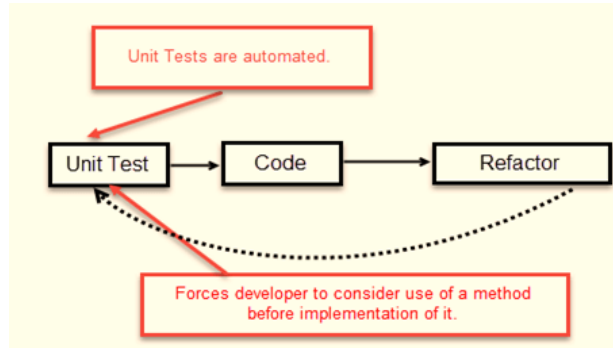 Unit Tests are automated.
Unit Test
Code
Refactor
Forces developer to consider use of a method
before implementation of it.